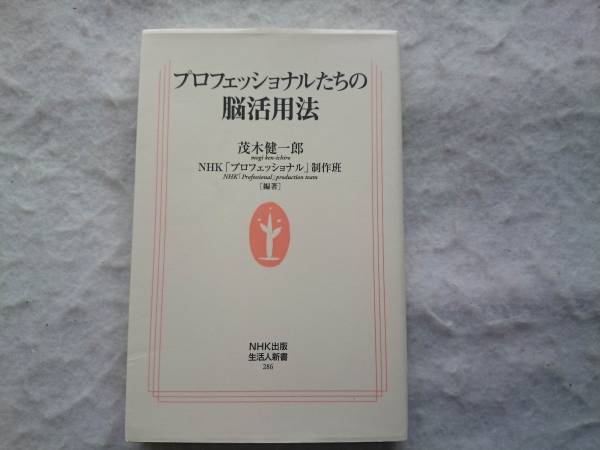 プロフェッショナルたちの
脳活用法
茂木健一郎
mogi ken-ichiro
NHK「プロフェッショナル」制作班
NHK「Professional」production team
[編著]
NHK出版
生活人新書
286